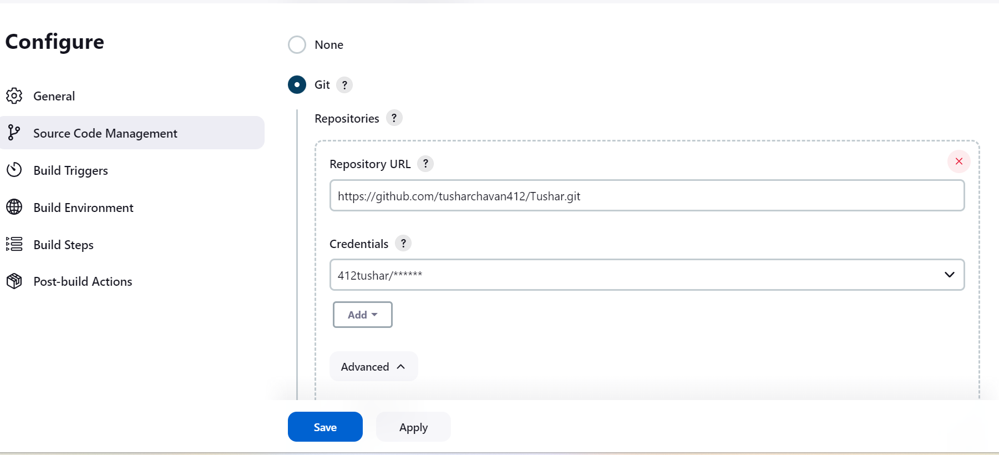 Configure
General
Source Code Management
Build Triggers
Build Environment
Build Steps
Post-build Actions
None
Git ?
Repositories ?
Repository URL ?
https://github.com/tusharchavan412/Tushar.git
Credentials ?
412tushar/******
Add
Advanced
Save
Apply